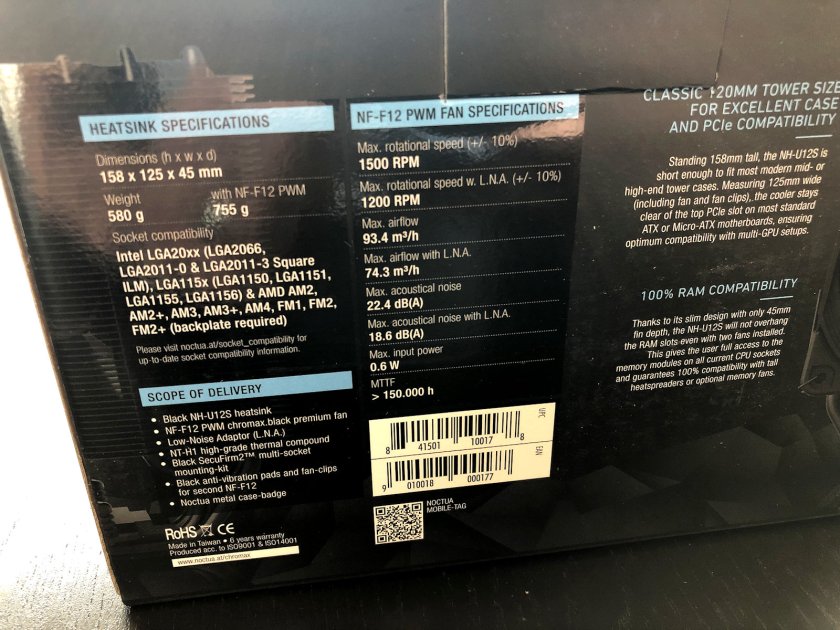 HEATSINK SPECIFICATIONS
Dimensions (h x w x d)
158 x 125 x 45 mm
Weight with NF-F12 PWM
580 g 755 g
Socket compatibility
Intel LGA20xx (LGA2066,
LGA2011-0 & LGA2011-3 Square
ILM), LGA115x (LGA1150, LGA1151,
LGA1155, LGA1156) & AMD AM2,
AM2+, AM3, AM3+, AM4, FM1, FM2,
FM2+ (backplate required)
Please visit noctua.at/socket_compatibility for
up-to-date socket compatibility information.
SCOPE OF DELIVERY
• Black NH-U12S heatsink
• NF-F12 PWM chromax.black premium fan
• Low-Noise Adaptor (L.N.A.)
• NT-H1 high-grade thermal compound
• Black SecuFirm2™ multi-socket
mounting-kit
• Black anti-vibration pads and fan-clips
for second NF-F12
• Noctua metal case-badge
RoHS CE
Made in Taiwan • 6 years warranty
Produced acc. to ISO9001 & ISO14001
www.noctua.at/chromax
NF-F12 PWM FAN SPECIFICATIONS
Max. rotational speed (+/- 10%)
1500 RPM
Max. rotational speed w. L.N.A. (+/- 10%)
1200 RPM
Max. airflow
93.4 m³/h
Max. airflow with L.N.A.
74.3 m³/h
Max. acoustical noise
22.4 dB(A)
Max. acoustical noise with L.N.A.
18.6 dB(A)
Max. input power
0.6 W
MTTF
> 150.000 h
UPC
8 41501 10017 8
EAN
9 010018 000177
NOCTUA
MOBILE-TAG
CLASSIC 120MM TOWER SIZE
FOR EXCELLENT CASE
AND PCIe COMPATIBILITY
Standing 158mm tall, the NH-U12S is
short enough to fit most modern mid- or
high-end tower cases. Measuring 125mm wide
(including fan and fan clips), the cooler stays
clear of the top PCIe slot on most standard
ATX or Micro-ATX motherboards, ensuring
optimum compatibility with multi-GPU setups.
100% RAM COMPATIBILITY
Thanks to its slim design with only 45mm
fin depth, the NH-U12S will not overhang
the RAM slots even with two fans installed.
This gives the user full access to the
memory modules on all current CPU sockets
and guarantees 100% compatibility with tall
heatspreaders or optional memory fans.